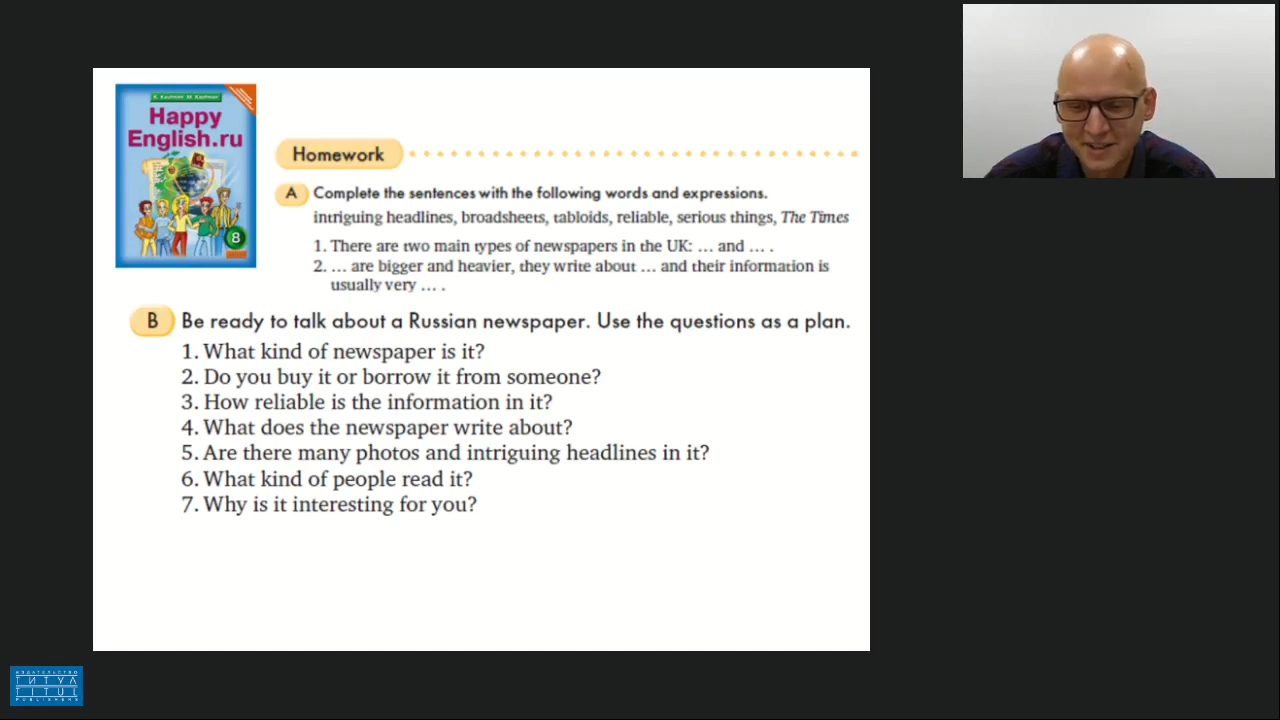 K. Kaufman, M. Kaufman
Happy
English.ru
8
Homework
A Complete the sentences with the following words and expressions.
intriguing headlines, broadsheets, tabloids, reliable, serious things, The Times
1. There are two main types of newspapers in the UK: ... and ... .
2. ... are bigger and heavier, they write about ... and their information is
usually very ... .
B Be ready to talk about a Russian newspaper. Use the questions as a plan.
1. What kind of newspaper is it?
2. Do you buy it or borrow it from someone?
3. How reliable is the information in it?
4. What does the newspaper write about?
5. Are there many photos and intriguing headlines in it?
6. What kind of people read it?
7. Why is it interesting for you?
ИЗДАТЕЛЬСТВО
ТИТУЛ
TITUL
PUBLISHERS